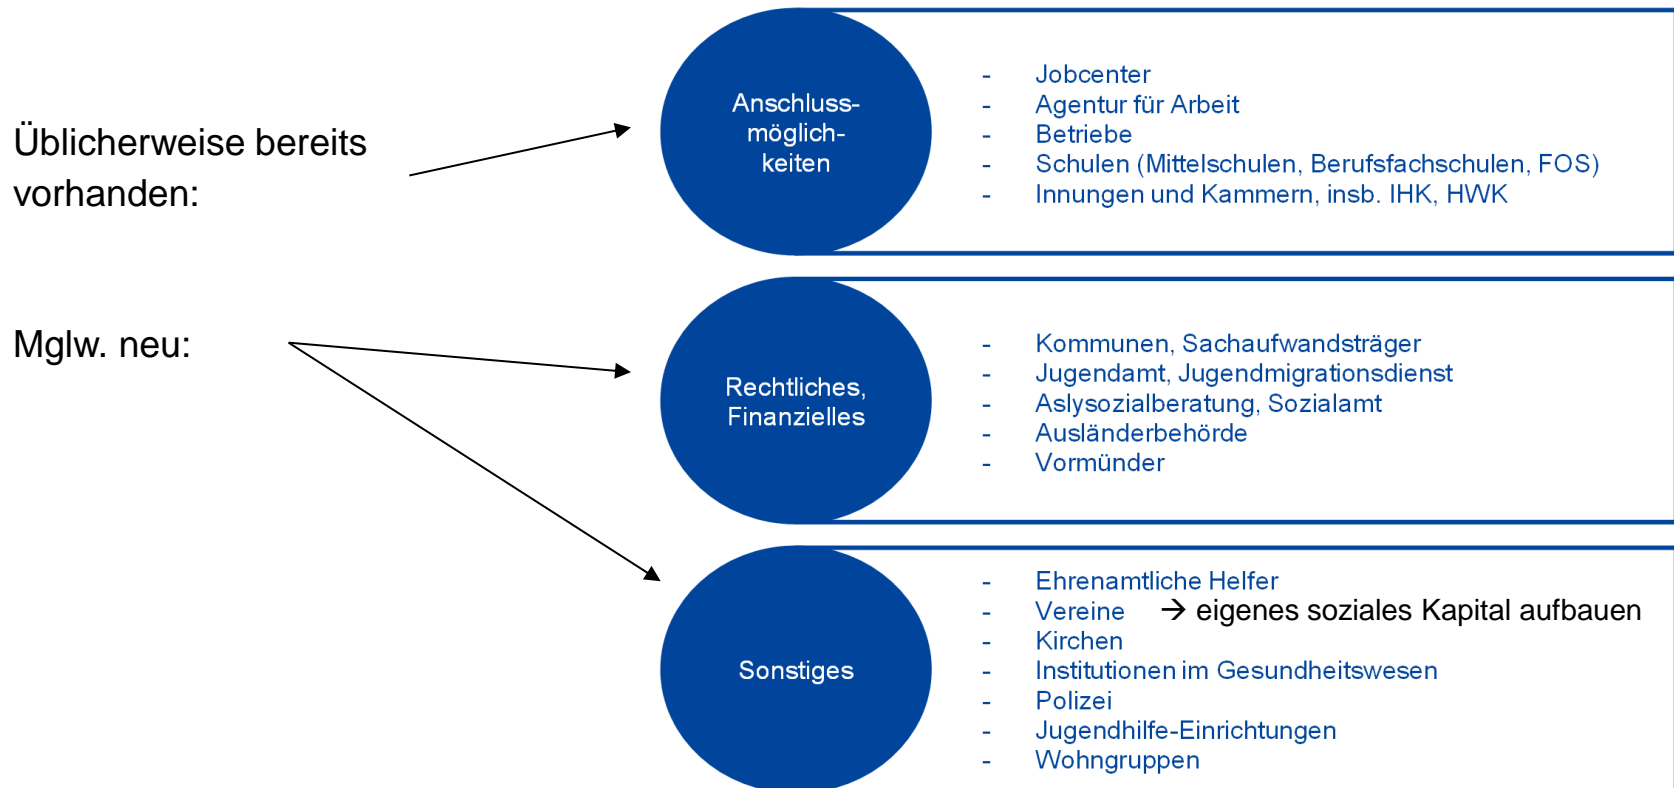 Üblicherweise bereits
vorhanden:
Anschluss-
möglich-
keiten
- Jobcenter
- Agentur für Arbeit
- Betriebe
- Schulen (Mittelschulen, Berufsfachschulen, FOS)
- Innungen und Kammern, insb. IHK, HWK
Mglw. neu:
Rechtliches,
Finanzielles
- Kommunen, Sachaufwandsträger
- Jugendamt, Jugendmigrationsdienst
- Aslysozialberatung, Sozialamt
- Ausländerbehörde
- Vormünder
Sonstiges
- Ehrenamtliche Helfer
- Vereine → eigenes soziales Kapital aufbauen
- Kirchen
- Institutionen im Gesundheitswesen
- Polizei
- Jugendhilfe-Einrichtungen
- Wohngruppen